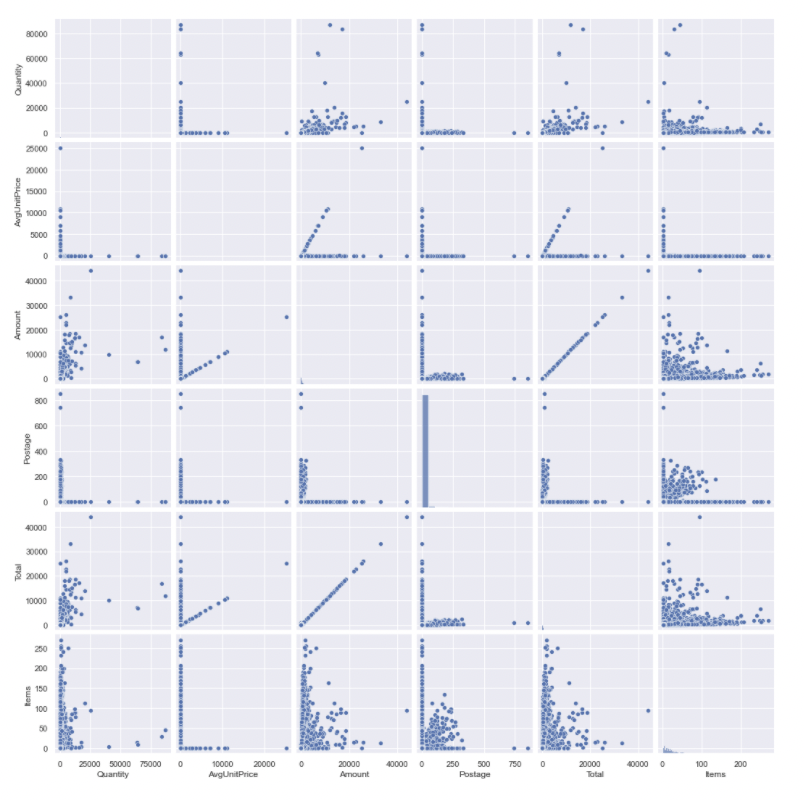 80000
60000
40000
20000
0
Quantity
25000
20000
15000
10000
5000
0
AvgUnitPrice
40000
30000
20000
10000
0
Amount
800
600
400
200
0
Postage
40000
30000
20000
10000
0
Total
250
200
150
100
50
0
Items
0 25000 50000 75000
0 10000 20000
0 20000 40000
0 250 500 750
0 20000 40000
0 100 200
Quantity AvgUnitPrice Amount Postage Total Items